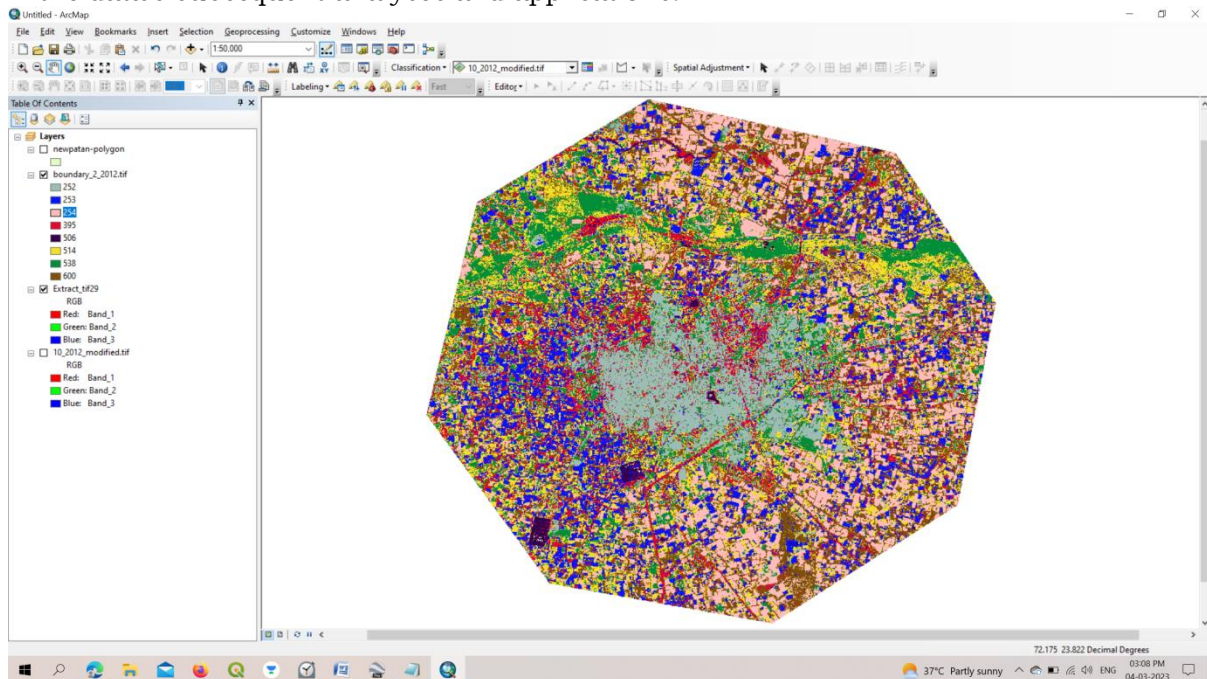 Untitled - ArcMap
File Edit View Bookmarks Insert Selection Geoprocessing Customize Windows Help
1:50,000
Classification 10_2012_modified.tif Spatial Adjustment
Labeling Fast Editor
Table Of Contents
Layers
newpatan-polygon
boundary_2_2012.tif
252
253
254
395
506
514
538
600
Extract_tif29
RGB
Red: Band_1
Green: Band_2
Blue: Band_3
10_2012_modified.tif
RGB
Red: Band_1
Green: Band_2
Blue: Band_3
72.175 23.822 Decimal Degrees
37°C Partly sunny ENG 03:08 PM
04-03-2023